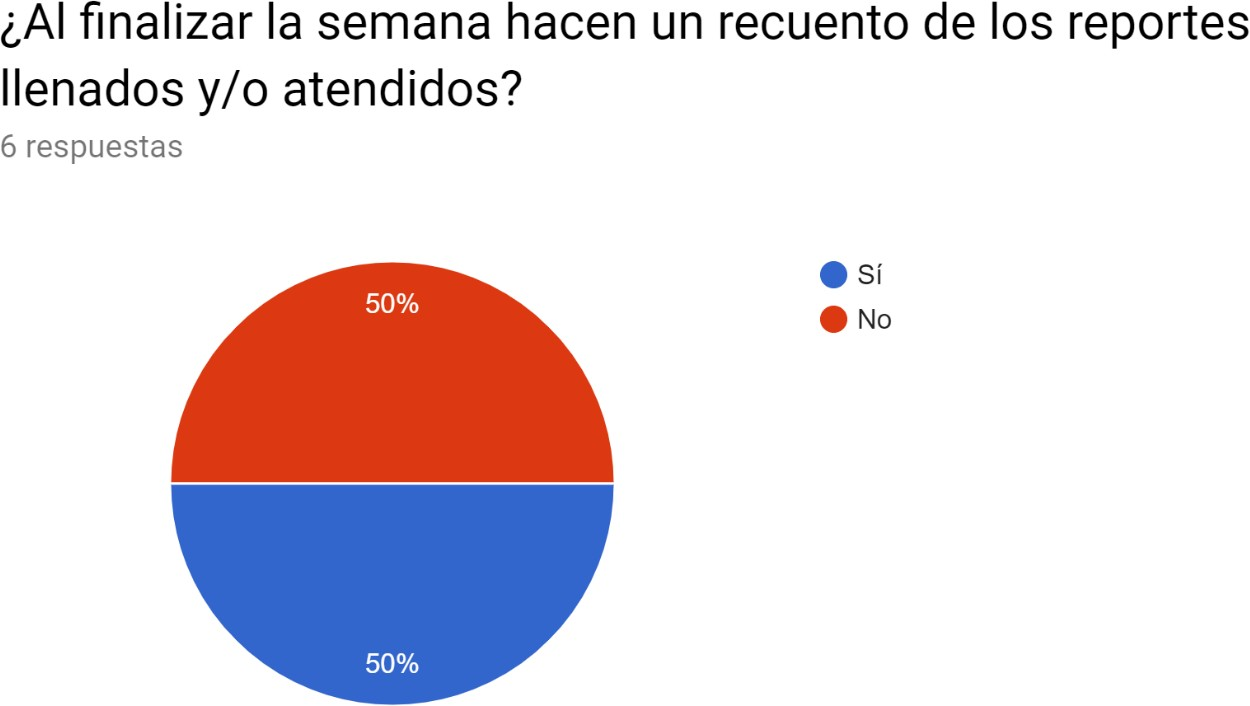 ¿Al finalizar la semana hacen un recuento de los reportes
llenados y/o atendidos?
6 respuestas
Sí
No
50%
50%